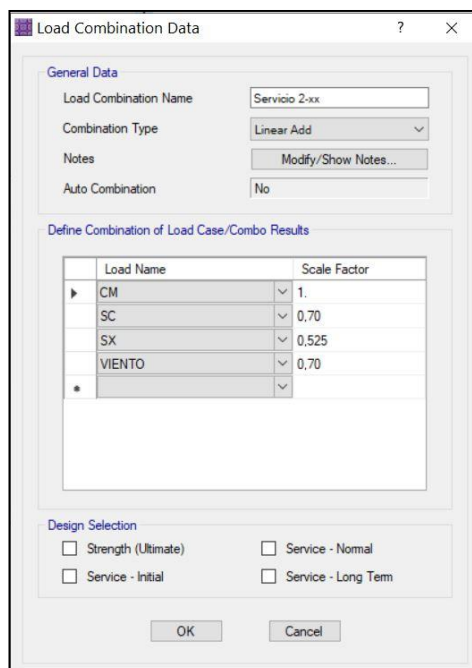 Load Combination Data ? ×
General Data
Load Combination Name Servicio 2-xx
Combination Type Linear Add
Notes Modify/Show Notes...
Auto Combination No
Define Combination of Load Case/Combo Results
Load Name Scale Factor
CM 1.
SC 0,70
SX 0,525
VIENTO 0,70
*
Design Selection
Strength (Ultimate) Service - Normal
Service - Initial Service - Long Term
OK Cancel